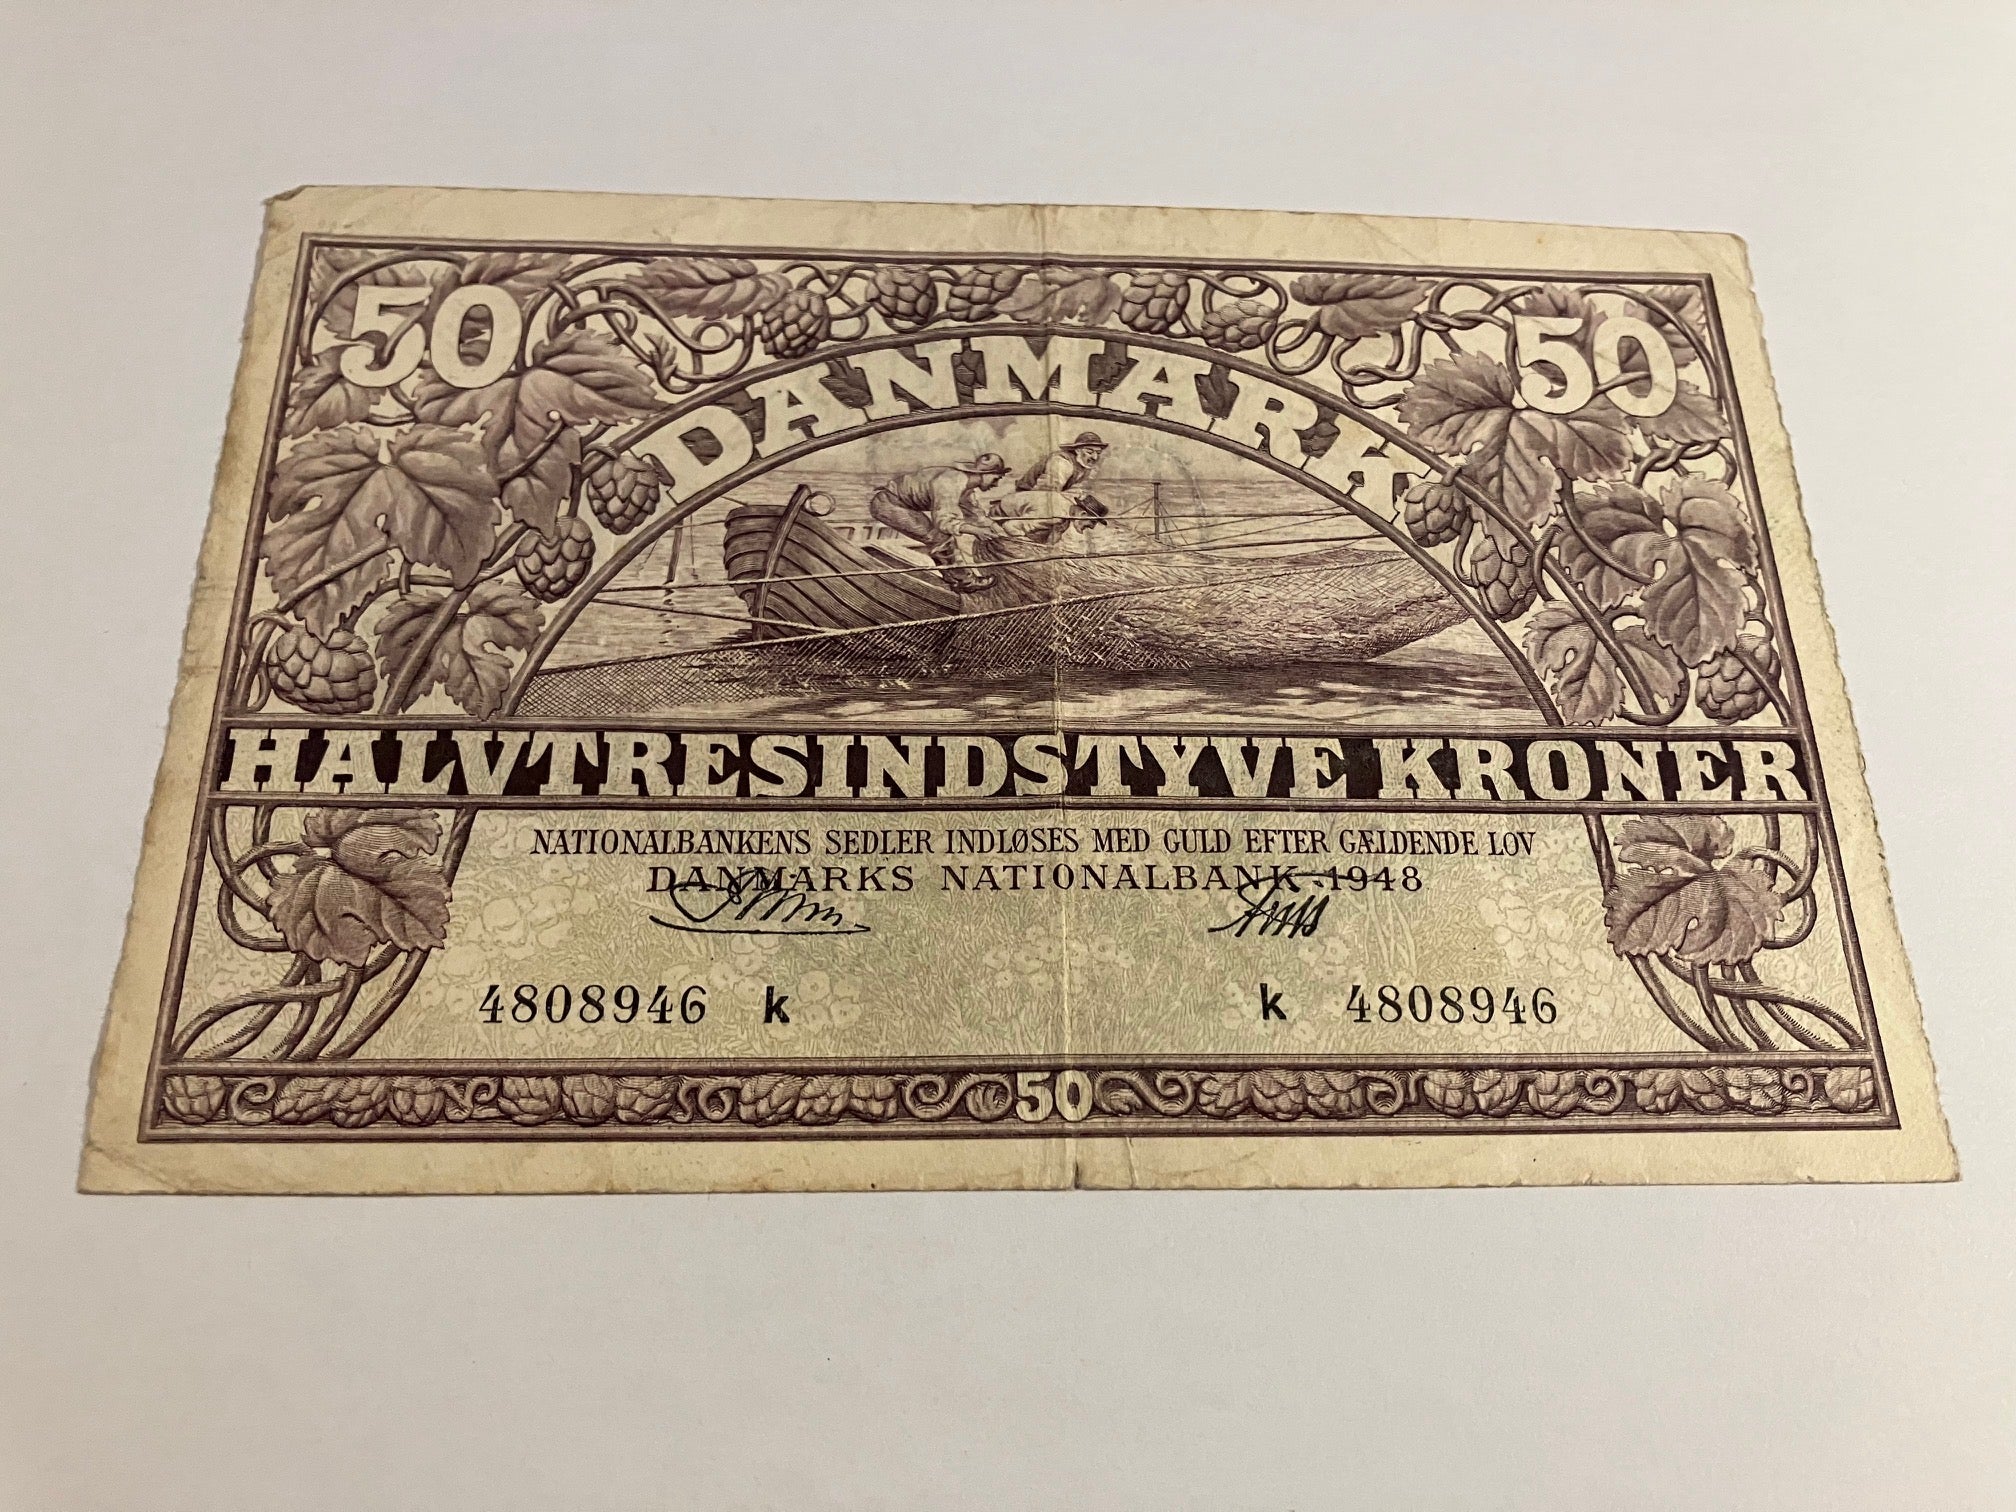 50 50
DANMARK
HALVTRESINDSTYVE KRONER
NATIONALBANKENS SEDLER INDLØSES MED GULD EFTER GÆLDENDE LOV
DANMARKS NATIONALBANK 1948
4808946 k k 4808946
50